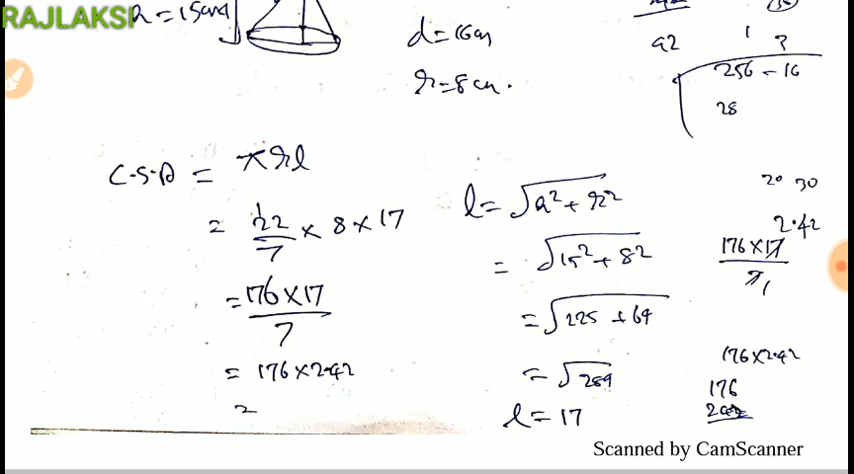 RAJLAKSI
h = 15cm
d = 16cm
r = 8cm.
256 - 16
28
C.S.A = πrl
= 22/7 × 8 × 17
= 176 × 17 / 7
= 176 × 2.42
=
l = √h² + r²
= √15² + 8²
= √225 + 64
= √289
l = 17
20 30
2.42
176 × 17
7 1
176 × 2.42
176
Scanned by CamScanner